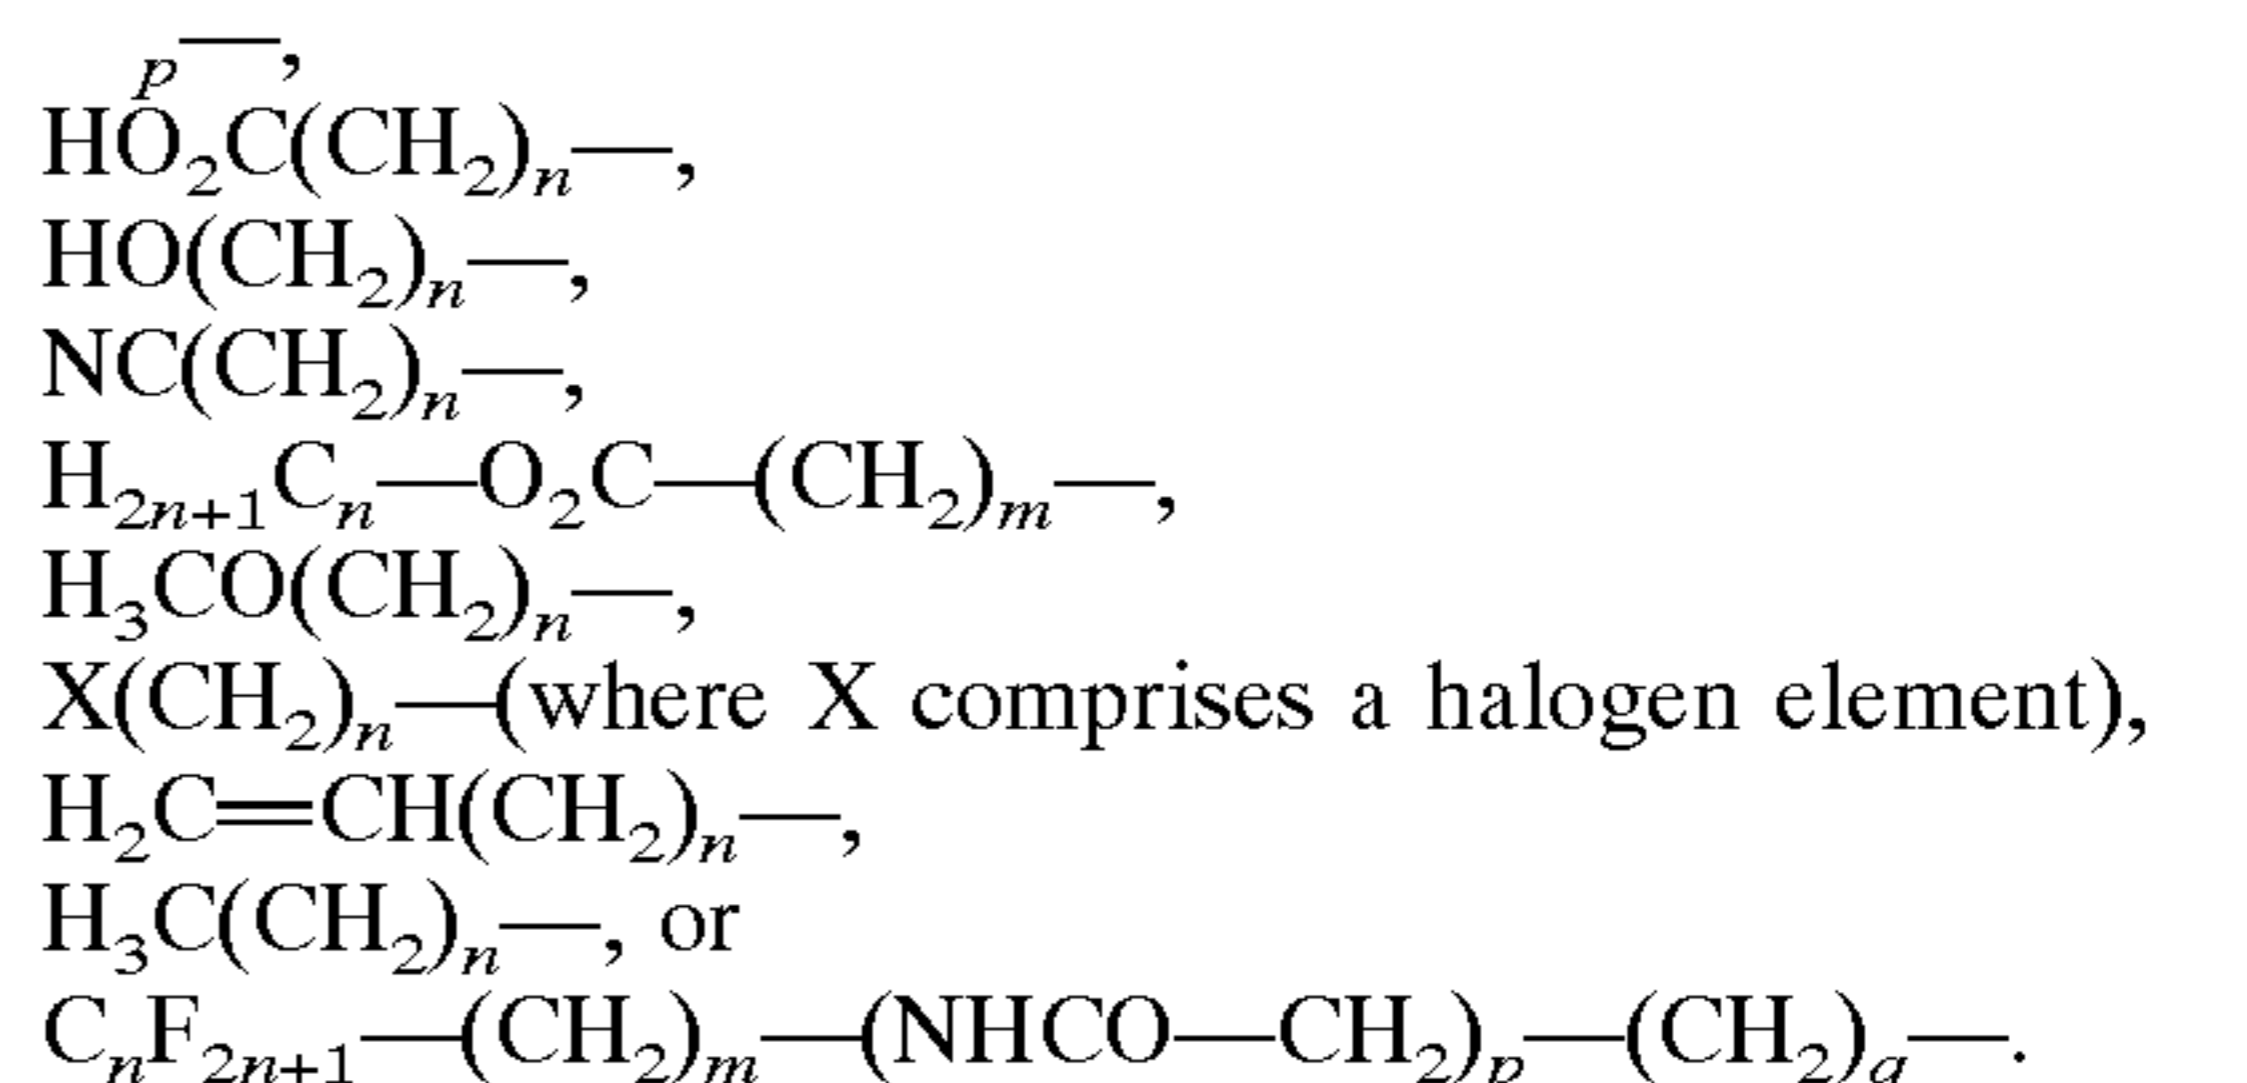 p—,
HO₂C(CH₂)ₙ—,
HO(CH₂)ₙ—,
NC(CH₂)ₙ—,
H₂ₙ₊₁Cₙ—O₂C—(CH₂)ₘ—,
H₃CO(CH₂)ₙ—,
X(CH₂)ₙ—(where X comprises a halogen element),
H₂C=CH(CH₂)ₙ—,
H₃C(CH₂)ₙ—, or
CₙF₂ₙ₊₁—(CH₂)ₘ—(NHCO—CH₂)ₚ—(CH₂)q—.